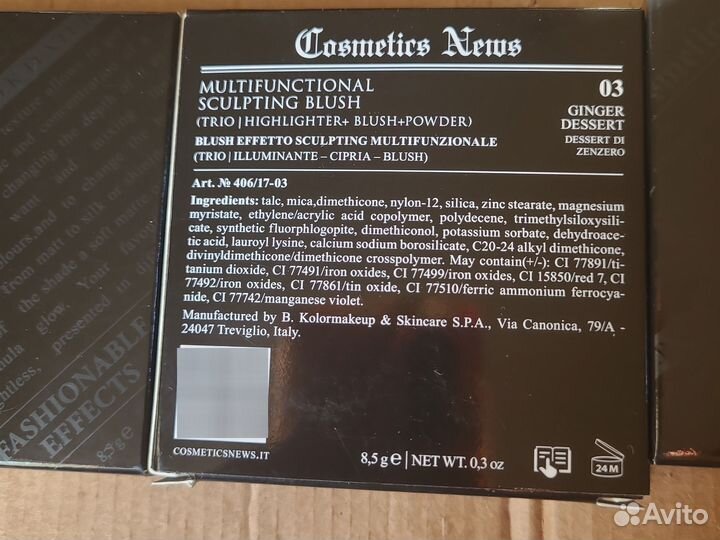 Cosmetics News
MULTIFUNCTIONAL
SCULPTING BLUSH
(TRIO | HIGHLIGHTER+ BLUSH+POWDER)
BLUSH EFFETTO SCULPTING MULTIFUNZIONALE
(TRIO | ILLUMINANTE – CIPRIA – BLUSH)
03
GINGER
DESSERT
DESSERT DI
ZENZERO
Art. № 406/17-03
Ingredients: talc, mica,dimethicone, nylon-12, silica, zinc stearate, magnesium
myristate, ethylene/acrylic acid copolymer, polydecene, trimethylsiloxysili-
cate, synthetic fluorphlogopite, dimethiconol, potassium sorbate, dehydroace-
tic acid, lauroyl lysine, calcium sodium borosilicate, C20-24 alkyl dimethicone,
divinyldimethicone/dimethicone crosspolymer. May contain(+/-): CI 77891/ti-
tanium dioxide, CI 77491/iron oxides, CI 77499/iron oxides, CI 15850/red 7, CI
77492/iron oxides, CI 77861/tin oxide, CI 77510/ferric ammonium ferrocya-
nide, CI 77742/manganese violet.
Manufactured by B. Kolormakeup & Skincare S.P.A., Via Canonica, 79/A -
24047 Treviglio, Italy.
COSMETICSNEWS.IT
8,5 g e | NET WT. 0,3 oz
24 M
FASHIONABLE
EFFECTS
8,5 g e
Avito